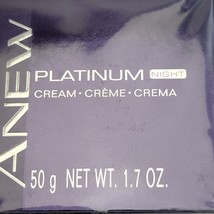 ANEW
PLATINUM NIGHT
CREAM • CRÈME • CREMA
50 g NET WT. 1.7 OZ.